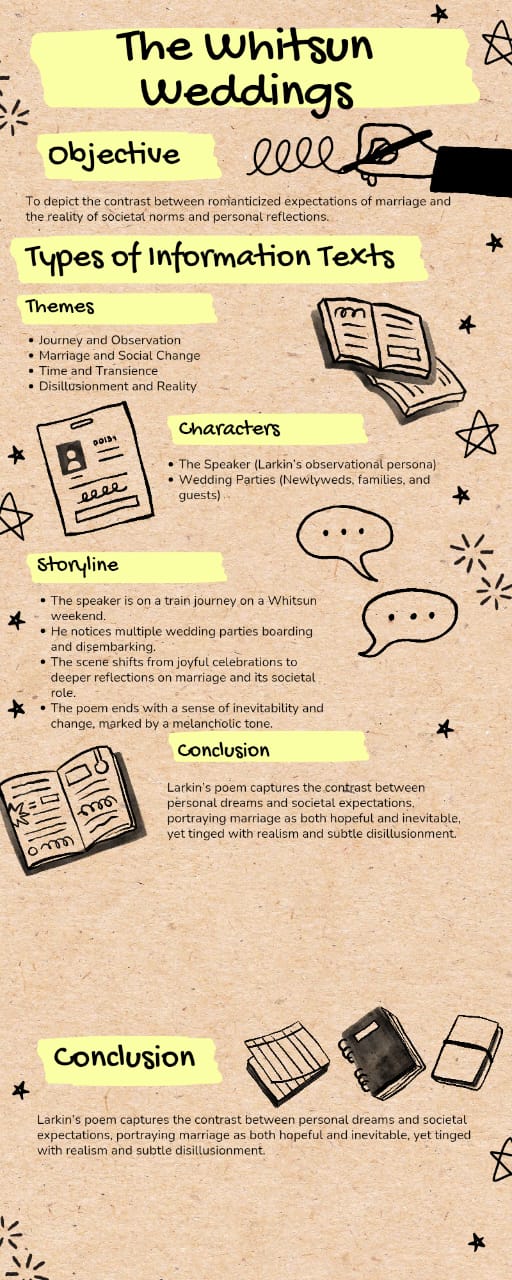 The Whitsun
Weddings
Objective
To depict the contrast between romanticized expectations of marriage and
the reality of societal norms and personal reflections.
Types of Information Texts
Themes
• Journey and Observation
• Marriage and Social Change
• Time and Transience
• Disillusionment and Reality
Characters
• The Speaker (Larkin's observational persona)
• Wedding Parties (Newlyweds, families, and
guests)
Storyline
• The speaker is on a train journey on a Whitsun
weekend.
• He notices multiple wedding parties boarding
and disembarking.
• The scene shifts from joyful celebrations to
deeper reflections on marriage and its societal
role.
• The poem ends with a sense of inevitability and
change, marked by a melancholic tone.
Conclusion
Larkin's poem captures the contrast between
personal dreams and societal expectations,
portraying marriage as both hopeful and inevitable,
yet tinged with realism and subtle disillusionment.
Conclusion
Larkin's poem captures the contrast between personal dreams and societal
expectations, portraying marriage as both hopeful and inevitable, yet tinged
with realism and subtle disillusionment.